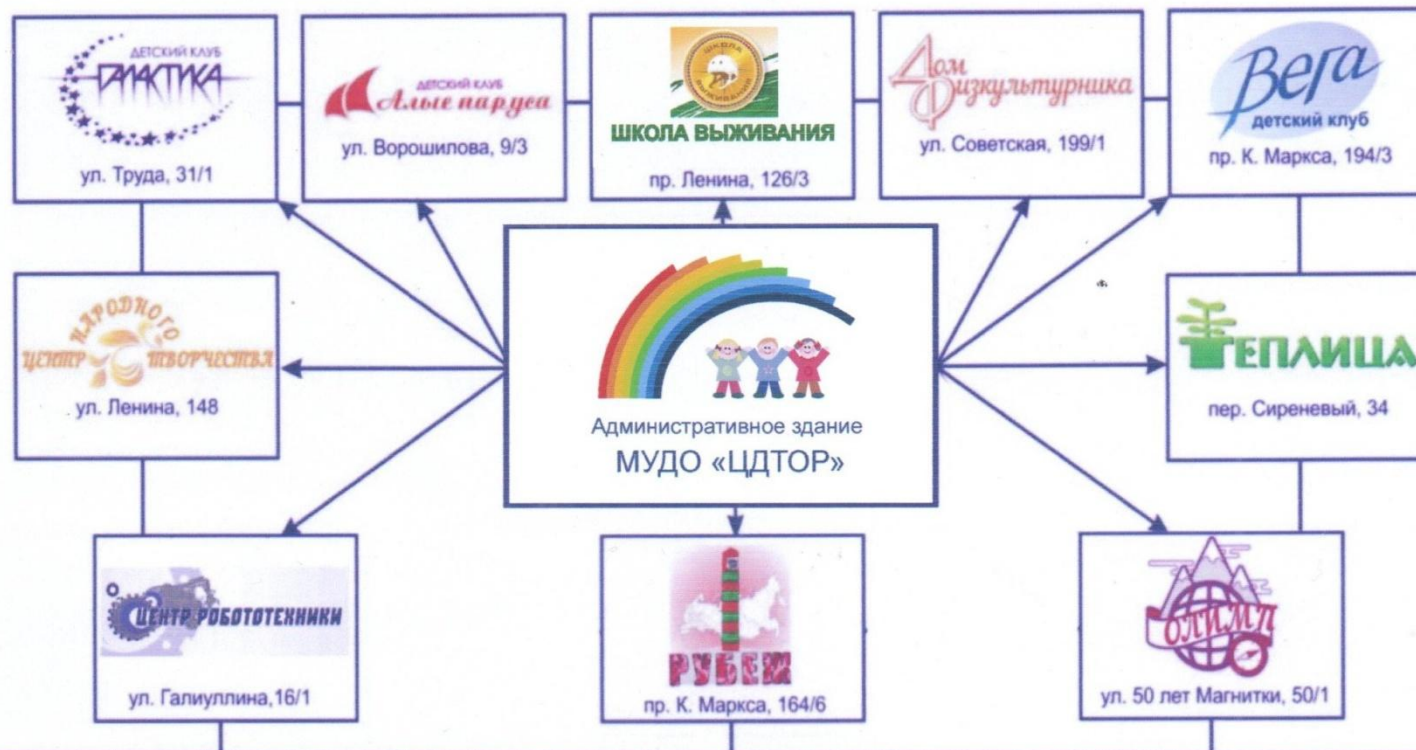 ДЕТСКИЙ КЛУБ
ГАЛАКТИКА
ул. Труда, 31/1
ДЕТСКИЙ КЛУБ
Алые паруса
ул. Ворошилова, 9/3
ШКОЛА
ВЫЖИВАНИЯ
ШКОЛА ВЫЖИВАНИЯ
пр. Ленина, 126/3
Дом
Физкультурника
ул. Советская, 199/1
Вега
детский клуб
пр. К. Маркса, 194/3
ЦЕНТР НАРОДНОГО ТВОРЧЕСТВА
ул. Ленина, 148
Административное здание
МУДО «ЦДТОР»
ТЕПЛИЦА
пер. Сиреневый, 34
ЦЕНТР РОБОТОТЕХНИКИ
ул. Галиуллина,16/1
РУБЕЖ
пр. К. Маркса, 164/6
ОЛИМП
ул. 50 лет Магнитки, 50/1